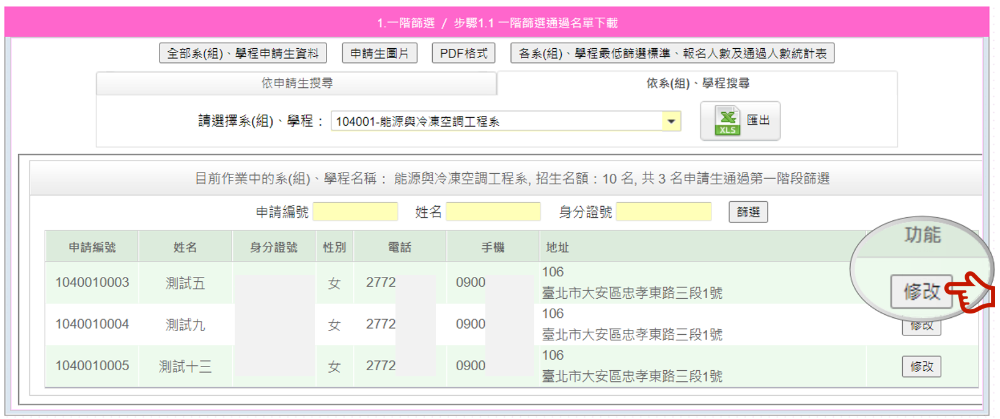 1.一階篩選 / 步驟1.1 一階篩選通過名單下載
全部系(組)、學程申請生資料 申請生圖片 PDF格式 各系(組)、學程最低篩選標準、報名人數及通過人數統計表
依申請生搜尋 依系(組)、學程搜尋
請選擇系(組)、學程： 104001-能源與冷凍空調工程系 XLS 匯出
目前作業中的系(組)、學程名稱： 能源與冷凍空調工程系, 招生名額：10 名, 共 3 名申請生通過第一階段篩選
申請編號 姓名 身分證號 篩選
申請編號 姓名 身分證號 性別 電話 手機 地址 功能
1040010003 測試五 女 2772 0900 106
臺北市大安區忠孝東路三段1號 修改
1040010004 測試九 女 2772 0900 106
臺北市大安區忠孝東路三段1號 修改
1040010005 測試十三 女 2772 0900 106
臺北市大安區忠孝東路三段1號 修改